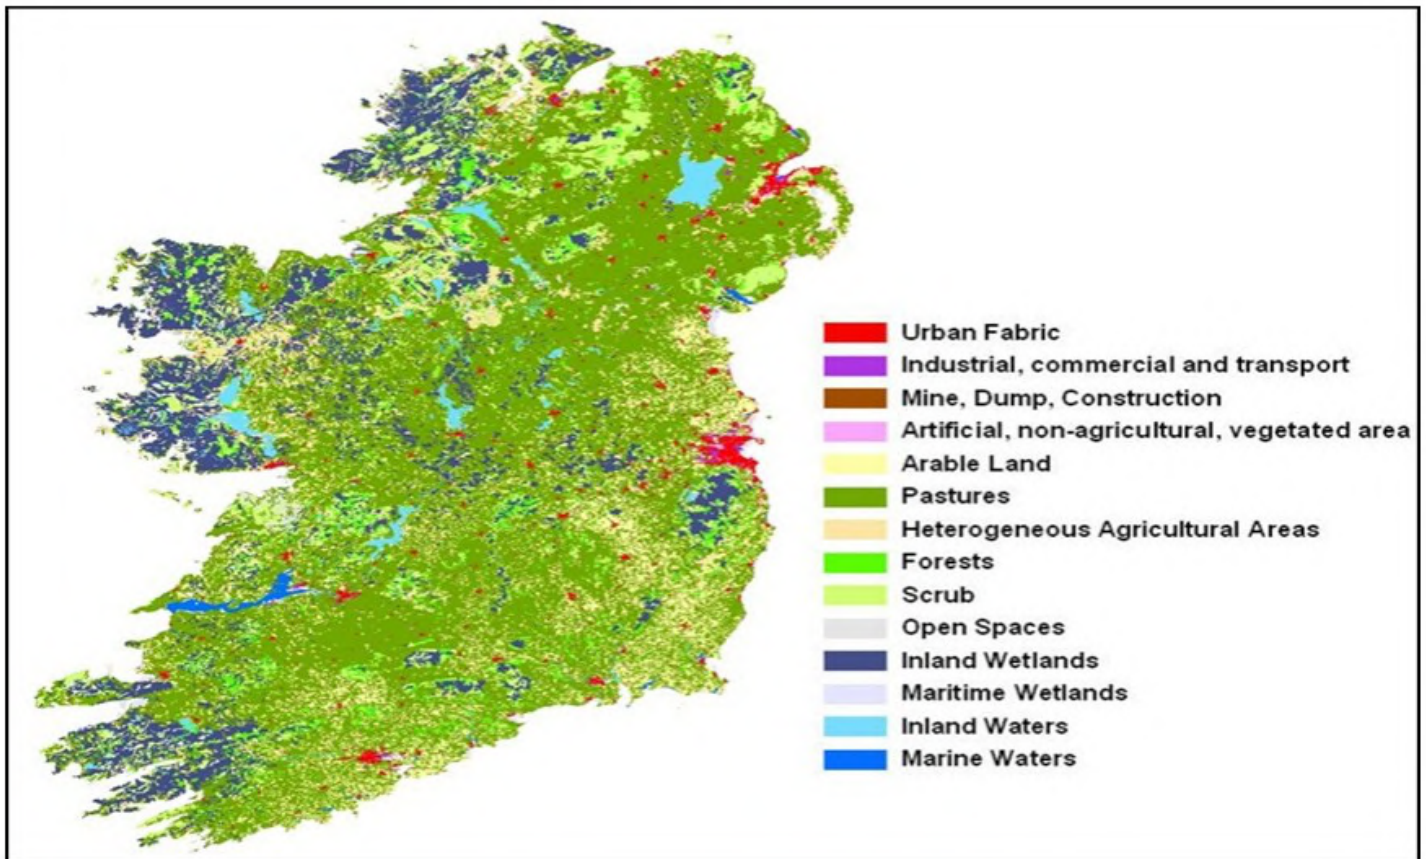 Urban Fabric
Industrial, commercial and transport
Mine, Dump, Construction
Artificial, non-agricultural, vegetated area
Arable Land
Pastures
Heterogeneous Agricultural Areas
Forests
Scrub
Open Spaces
Inland Wetlands
Maritime Wetlands
Inland Waters
Marine Waters